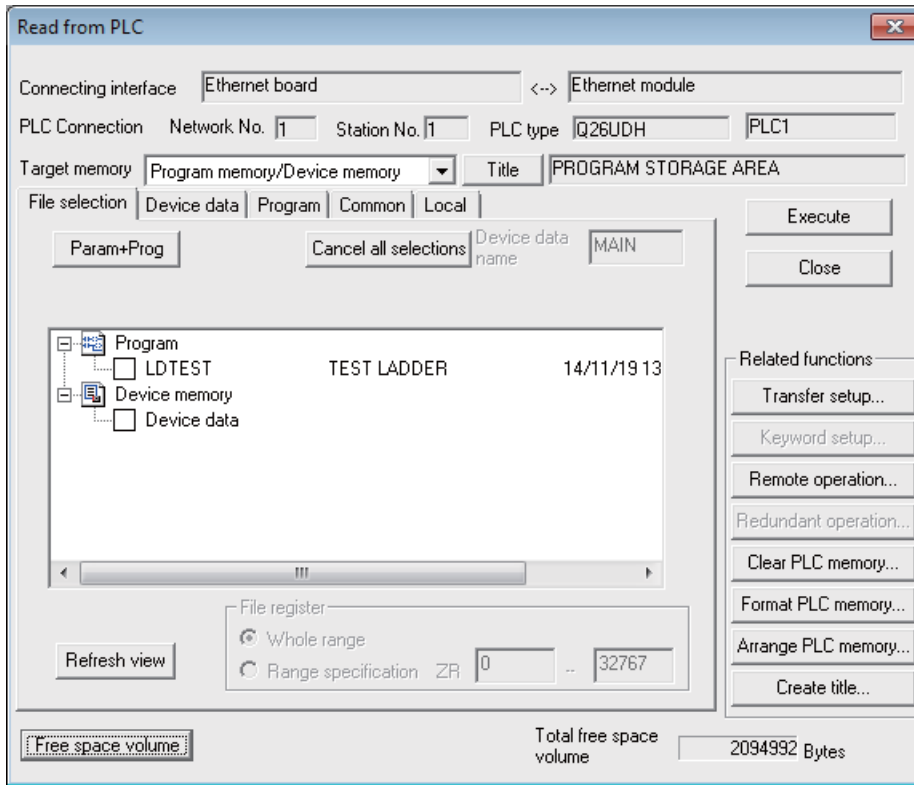 Read from PLC
Connecting interface Ethernet board <--> Ethernet module
PLC Connection Network No. 1 Station No. 1 PLC type Q26UDH PLC1
Target memory Program memory/Device memory Title PROGRAM STORAGE AREA
File selection Device data Program Common Local
Execute
Param+Prog Cancel all selections Device data name MAIN
Close
Program
LDTEST TEST LADDER 14/11/19 13
Device memory
Device data
Related functions
Transfer setup...
Keyword setup...
Remote operation...
Redundant operation...
Clear PLC memory...
Format PLC memory...
Arrange PLC memory...
Create title...
File register
Whole range
Refresh view
Range specification ZR 0 -- 32767
Free space volume
Total free space volume 2094992 Bytes